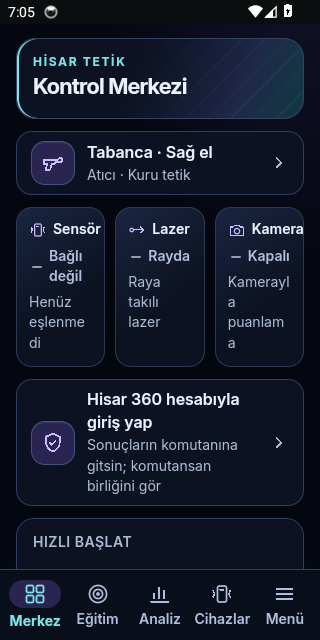 7:05
HİSAR TETİK
Kontrol Merkezi
Tabanca · Sağ el
Atıcı · Kuru tetik
Sensör
Bağlı
değil
Henüz
eşlenme
di
Lazer
Rayda
Raya
takılı
lazer
Kamera
Kapalı
Kamerayl
a
puanlam
a
Hisar 360 hesabıyla
giriş yap
Sonuçların komutanına
gitsin; komutansan
birliğini gör
HIZLI BAŞLAT
Merkez
Eğitim
Analiz
Cihazlar
Menü